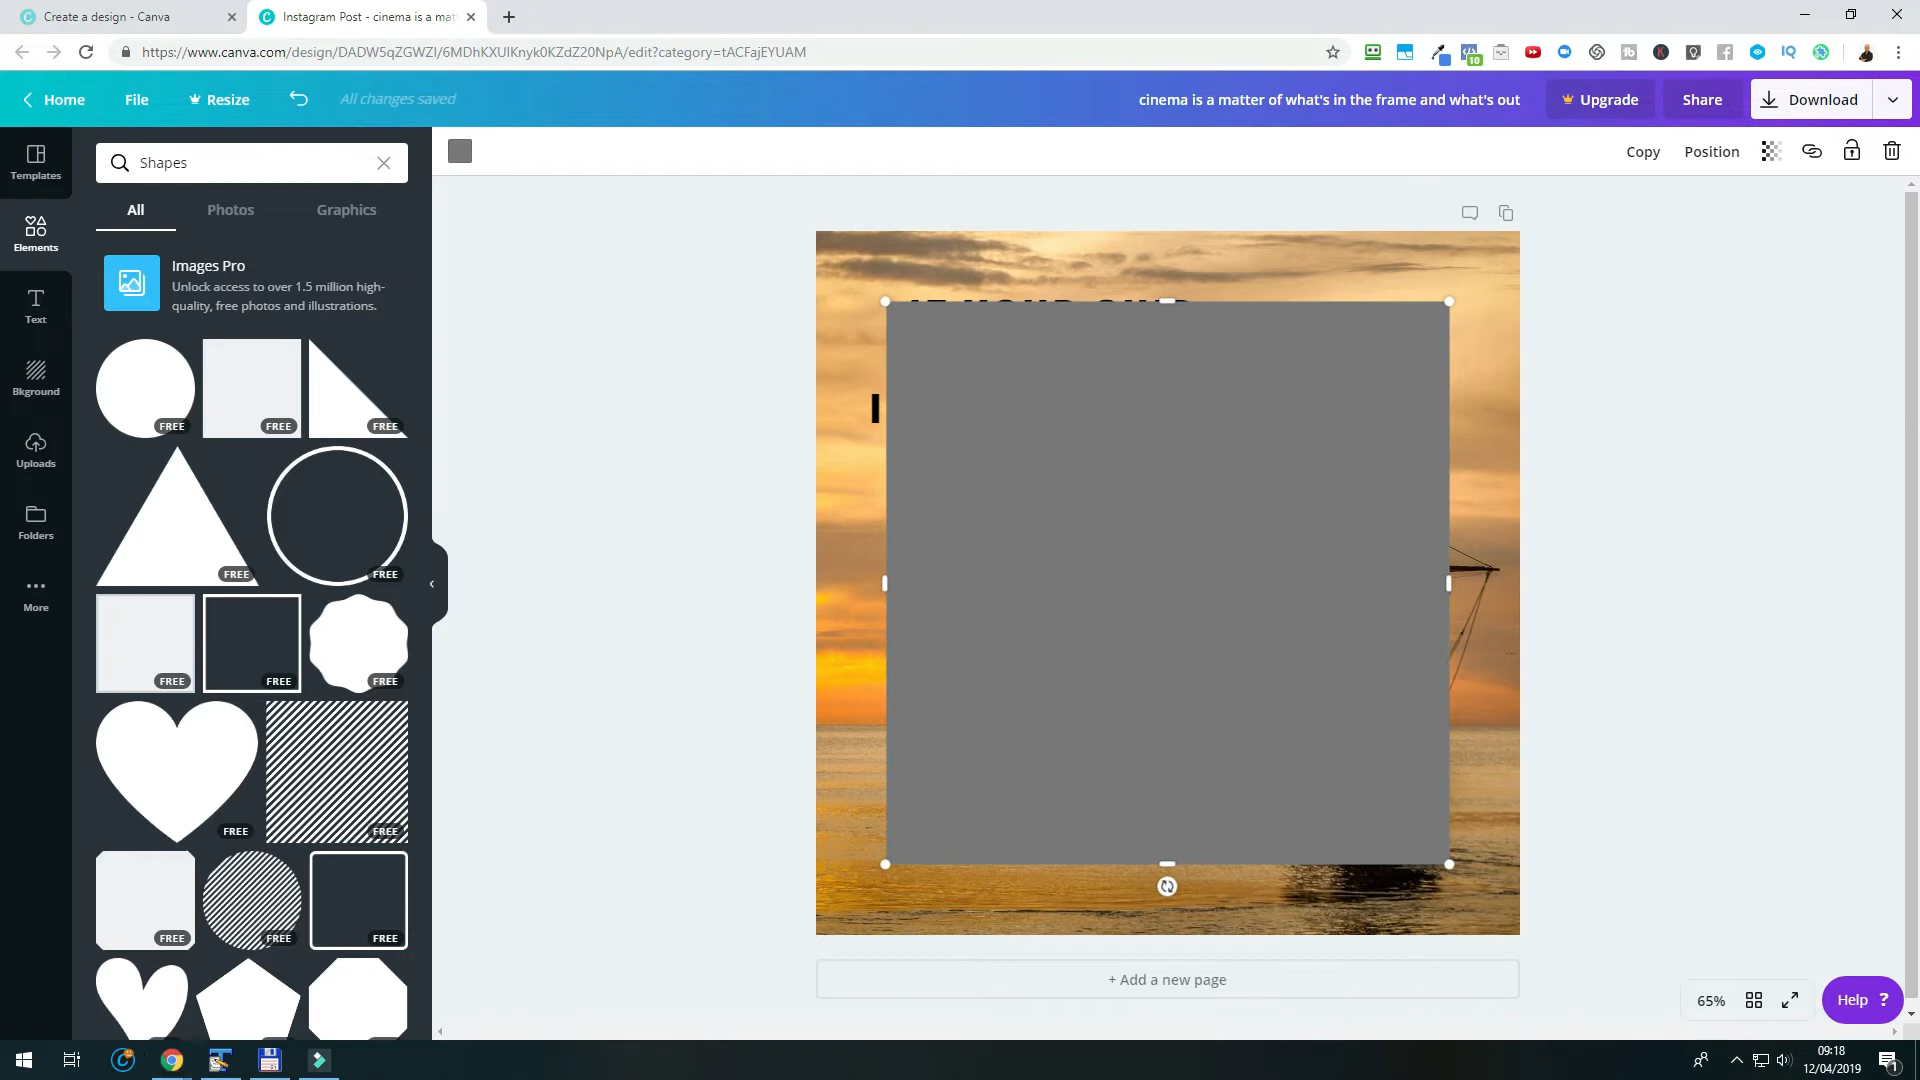 Create a design - Canva
Instagram Post - cinema is a mat
https://www.canva.com/design/DADW5qZGWZI/6MDhKXUlKnyk0KZdZ20NpA/edit?category=tACFajEYUAM
10
Home
File
Resize
All changes saved
cinema is a matter of what's in the frame and what's out
Upgrade
Share
Download
Templates
Elements
Text
Bkground
Uploads
Folders
More
Shapes
All
Photos
Graphics
Images Pro
Unlock access to over 1.5 million high-
quality, free photos and illustrations.
FREE
FREE
FREE
FREE
FREE
FREE
FREE
FREE
FREE
FREE
FREE
FREE
FREE
Copy
Position
I
+ Add a new page
65%
Help ?
09:18
12/04/2019
1